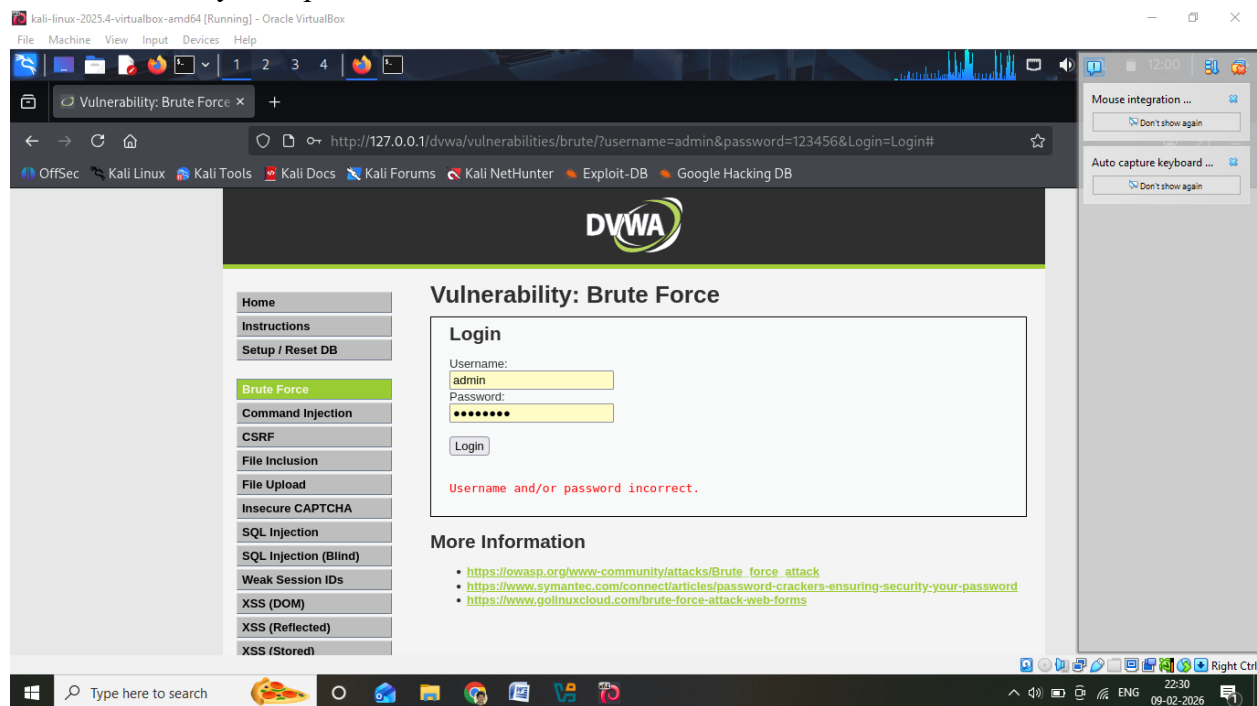 kali-linux-2025.4-virtualbox-amd64 [Running] - Oracle VirtualBox
File Machine View Input Devices Help
1 2 3 4
12:00
Vulnerability: Brute Force
Mouse integration ...
Don't show again
http://127.0.0.1/dvwa/vulnerabilities/brute/?username=admin&password=123456&Login=Login#
Auto capture keyboard ...
Don't show again
OffSec Kali Linux Kali Tools Kali Docs Kali Forums Kali NetHunter Exploit-DB Google Hacking DB
DVWA
Home
Instructions
Setup / Reset DB
Brute Force
Command Injection
CSRF
File Inclusion
File Upload
Insecure CAPTCHA
SQL Injection
SQL Injection (Blind)
Weak Session IDs
XSS (DOM)
XSS (Reflected)
XSS (Stored)
Vulnerability: Brute Force
Login
Username:
admin
Password:
••••••••
Login
Username and/or password incorrect.
More Information
https://owasp.org/www-community/attacks/Brute_force_attack
https://www.symantec.com/connect/articles/password-crackers-ensuring-security-your-password
https://www.golinuxcloud.com/brute-force-attack-web-forms
Right Ctrl
Type here to search
ENG
22:30
09-02-2026
1